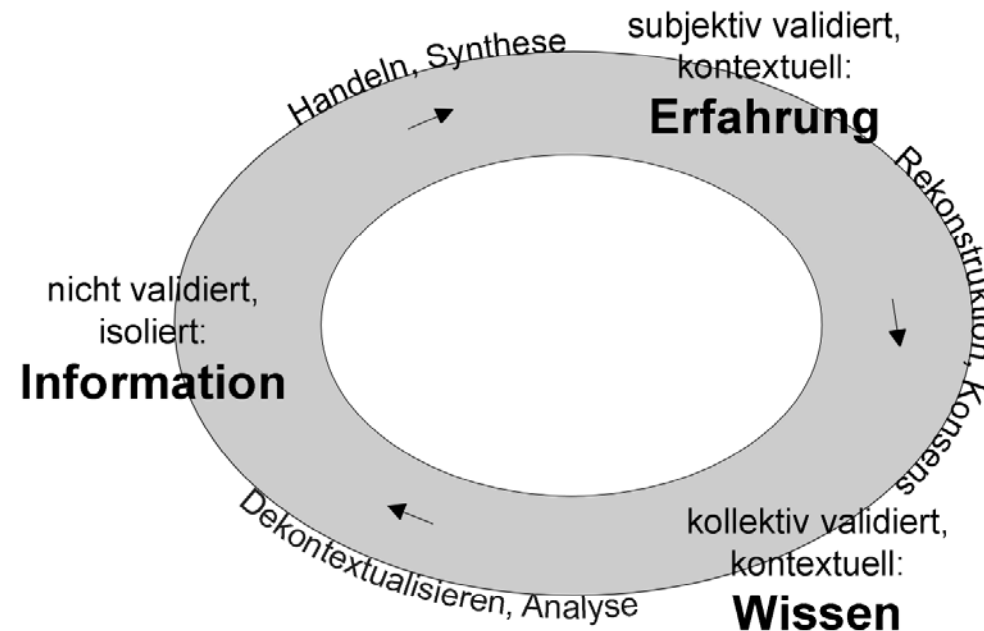 Handeln, Synthese
subjektiv validiert,
kontextuell:
Erfahrung
Rekonstruktion, Konsens
nicht validiert,
isoliert:
Information
kollektiv validiert,
kontextuell:
Wissen
Dekontextualisieren, Analyse